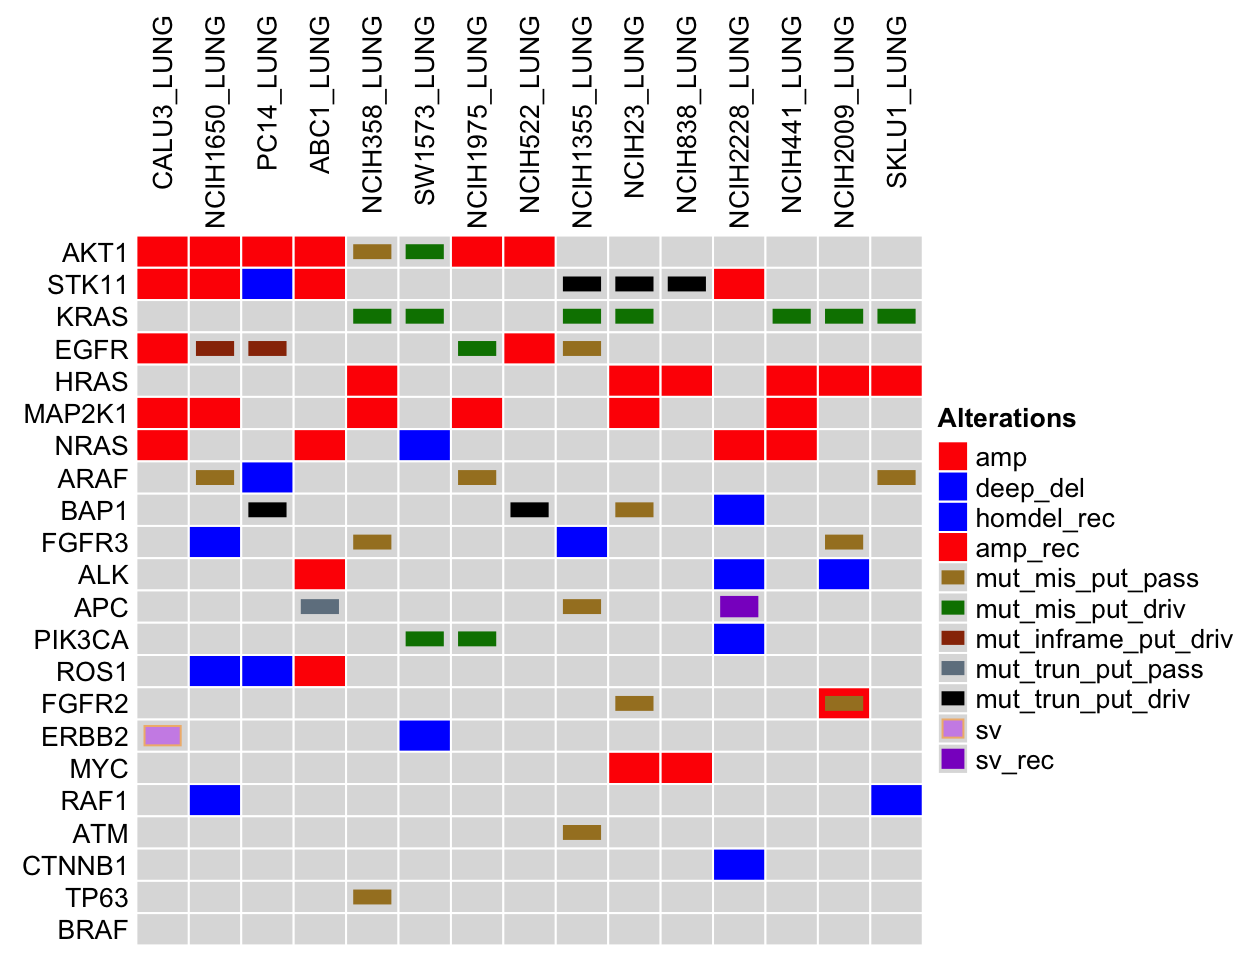 CALU3_LUNG
NCIH1650_LUNG
PC14_LUNG
ABC1_LUNG
NCIH358_LUNG
SW1573_LUNG
NCIH1975_LUNG
NCIH522_LUNG
NCIH1355_LUNG
NCIH23_LUNG
NCIH838_LUNG
NCIH2228_LUNG
NCIH441_LUNG
NCIH2009_LUNG
SKLU1_LUNG
AKT1
STK11
KRAS
EGFR
HRAS
MAP2K1
NRAS
ARAF
BAP1
FGFR3
ALK
APC
PIK3CA
ROS1
FGFR2
ERBB2
MYC
RAF1
ATM
CTNNB1
TP63
BRAF
Alterations
amp
deep_del
homdel_rec
amp_rec
mut_mis_put_pass
mut_mis_put_driv
mut_inframe_put_driv
mut_trun_put_pass
mut_trun_put_driv
sv
sv_rec